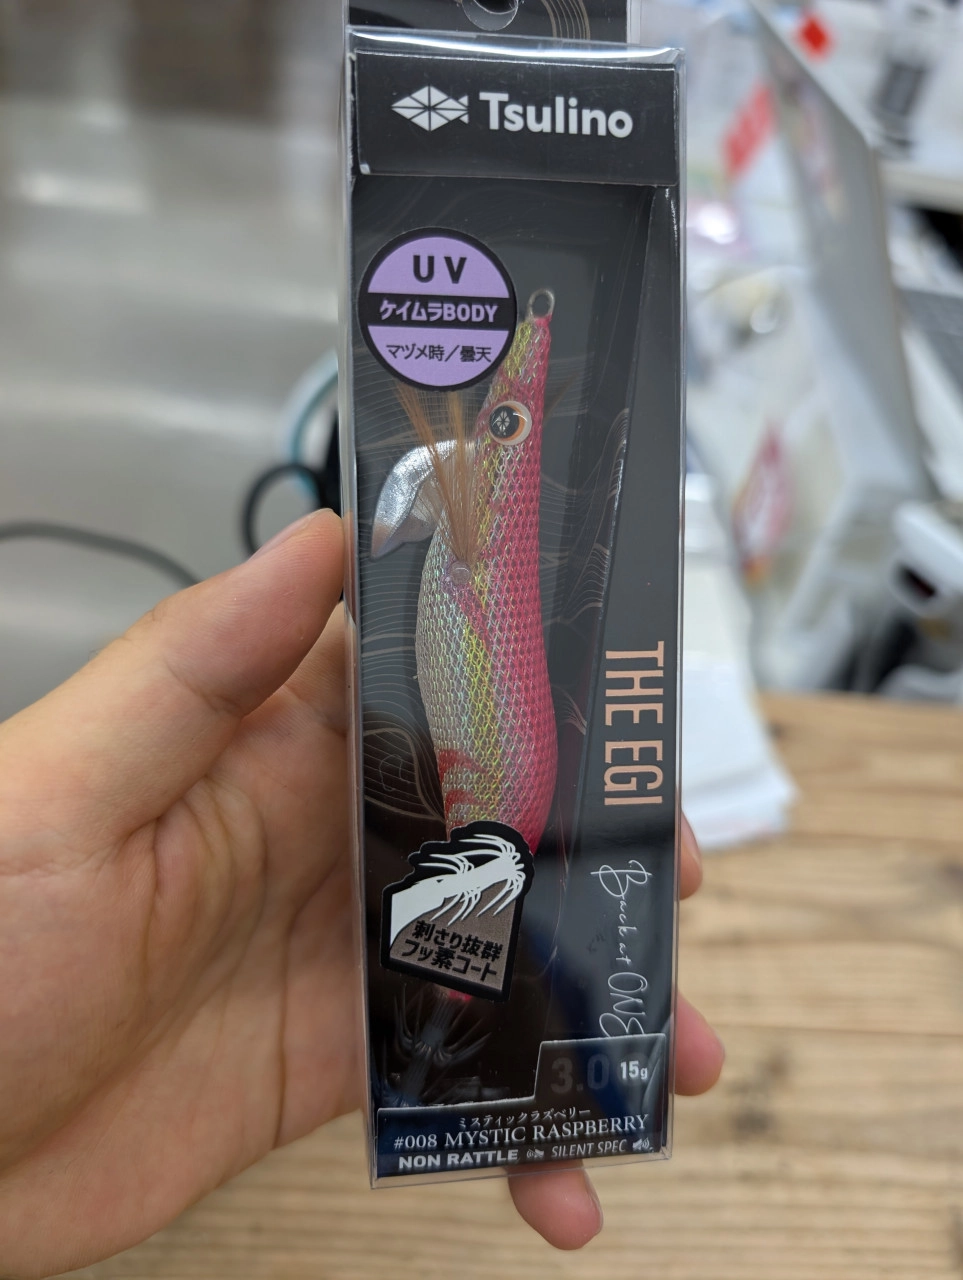 Tsulino
UV
ケイムラBODY
マヅメ時/曇天
THE EGI
Back at ONE
刺さり抜群
フッ素コート
3.0 15g
ミスティックラズベリー
#008 MYSTIC RASPBERRY
NON RATTLE SILENT SPEC